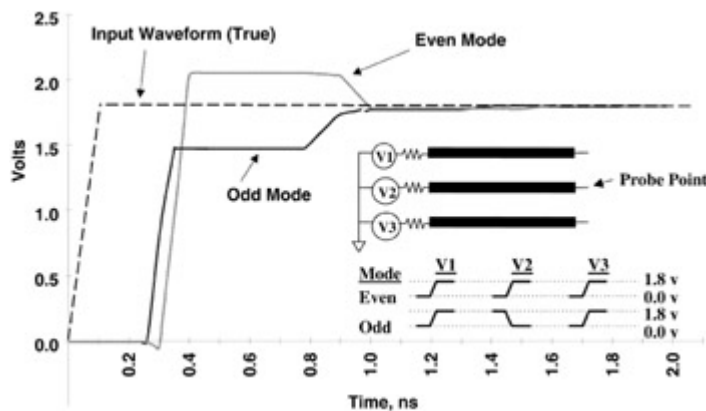 2.5
Input Waveform (True)
Even Mode
2.0
1.5
Volts
Odd Mode
V1
V2
Probe Point
V3
1.0
Mode
V1
V2
V3
Even
1.8 v
0.0 v
Odd
1.8 v
0.0 v
0.5
0.0
0.2
0.4
0.6
0.8
1.0
1.2
1.4
1.6
1.8
2.0
Time, ns